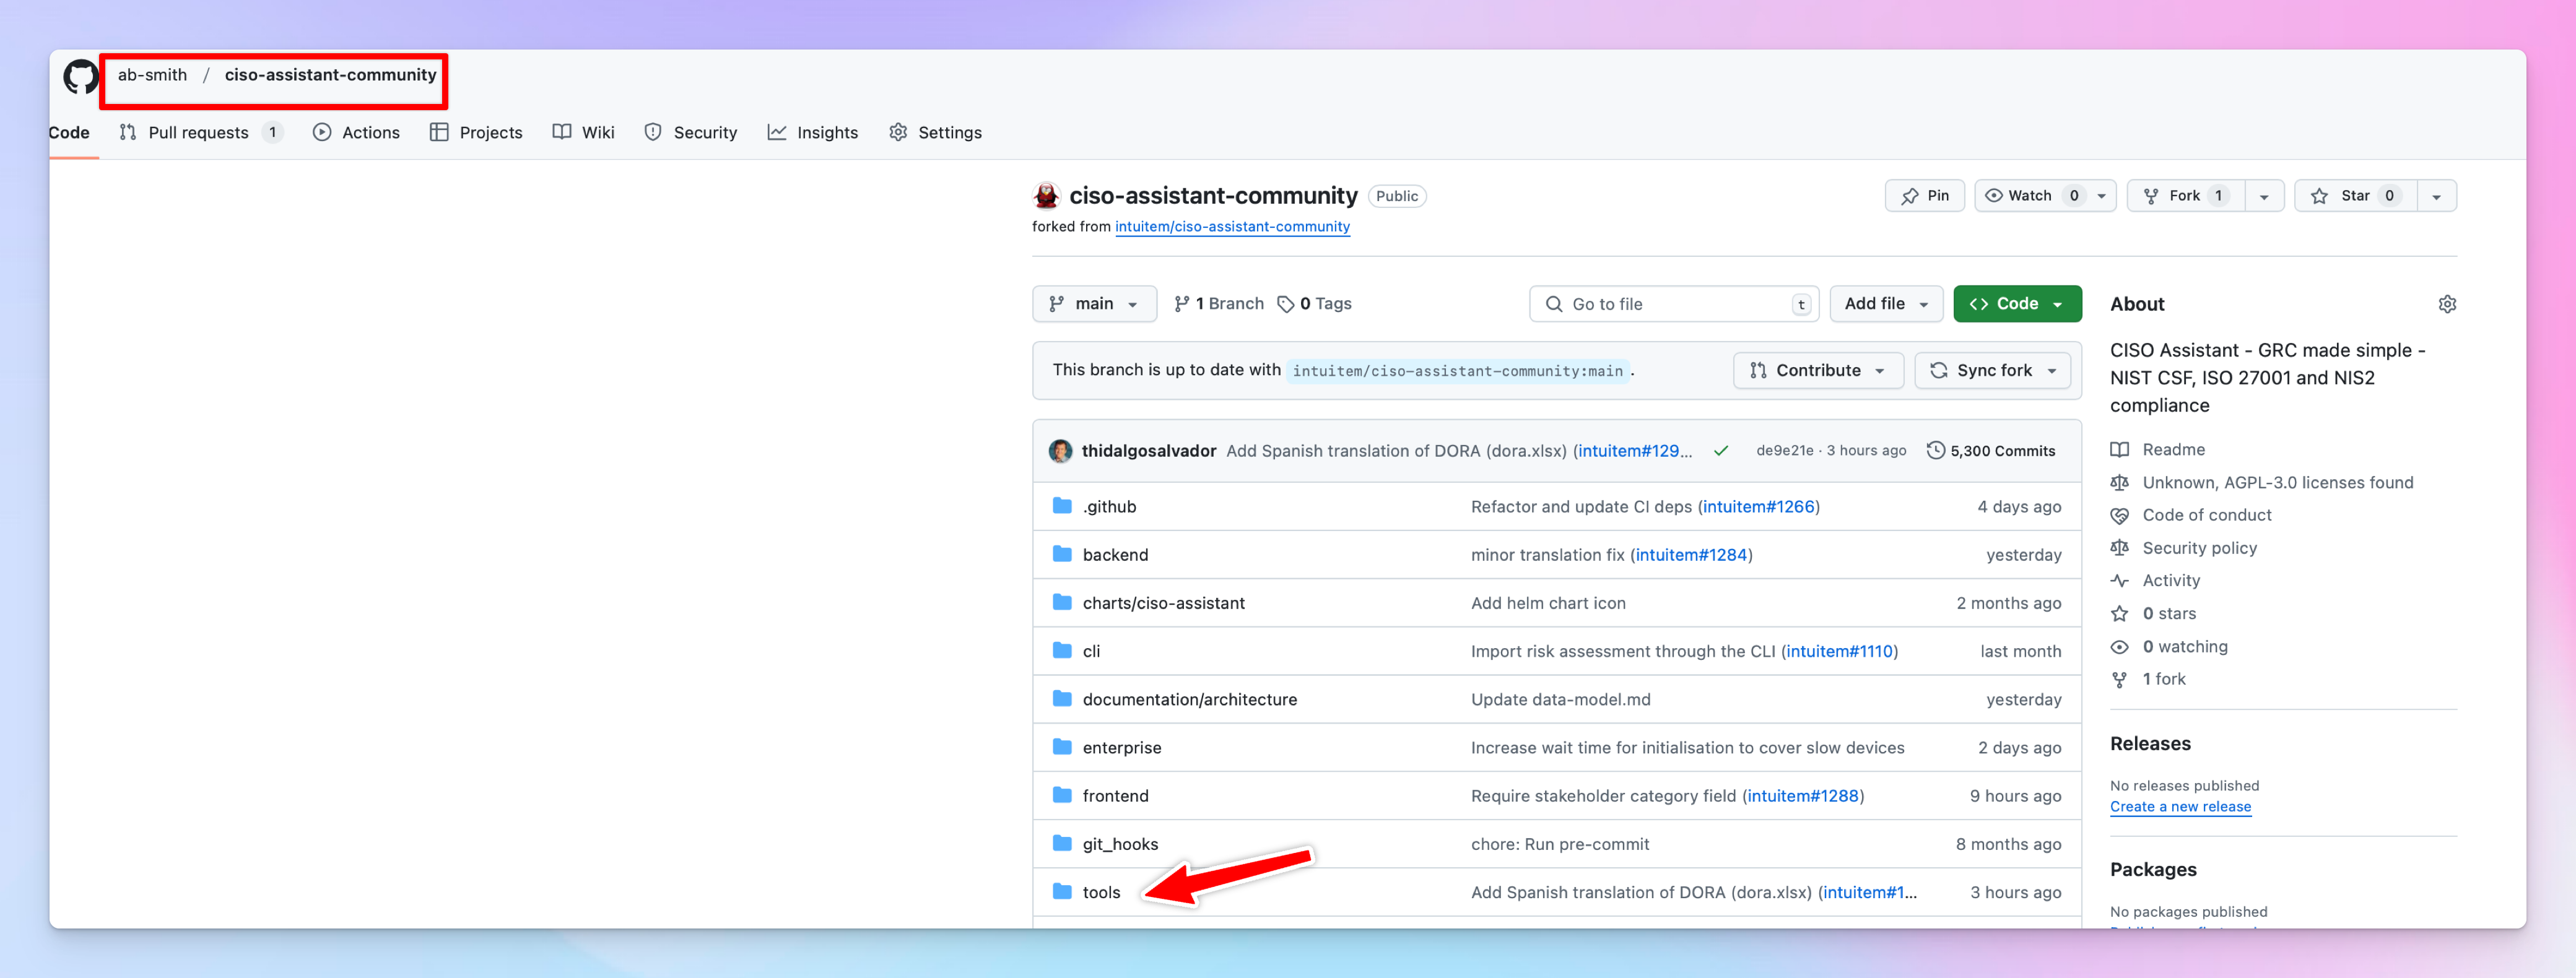 ab-smith / ciso-assistant-community
Code Pull requests 1 Actions Projects Wiki Security Insights Settings
ciso-assistant-community Public
Pin Watch 0 Fork 1 Star 0
forked from intuitem/ciso-assistant-community
main 1 Branch 0 Tags Go to file t Add file Code
This branch is up to date with intuitem/ciso-assistant-community:main. Contribute Sync fork
thidalgosalvador Add Spanish translation of DORA (dora.xlsx) (intuitem#129... de9e21e · 3 hours ago 5,300 Commits
.github Refactor and update CI deps (intuitem#1266) 4 days ago
backend minor translation fix (intuitem#1284) yesterday
charts/ciso-assistant Add helm chart icon 2 months ago
cli Import risk assessment through the CLI (intuitem#1110) last month
documentation/architecture Update data-model.md yesterday
enterprise Increase wait time for initialisation to cover slow devices 2 days ago
frontend Require stakeholder category field (intuitem#1288) 9 hours ago
git_hooks chore: Run pre-commit 8 months ago
tools Add Spanish translation of DORA (dora.xlsx) (intuitem#1... 3 hours ago
About
CISO Assistant - GRC made simple -
NIST CSF, ISO 27001 and NIS2
compliance
Readme
Unknown, AGPL-3.0 licenses found
Code of conduct
Security policy
Activity
0 stars
0 watching
1 fork
Releases
No releases published
Create a new release
Packages
No packages published